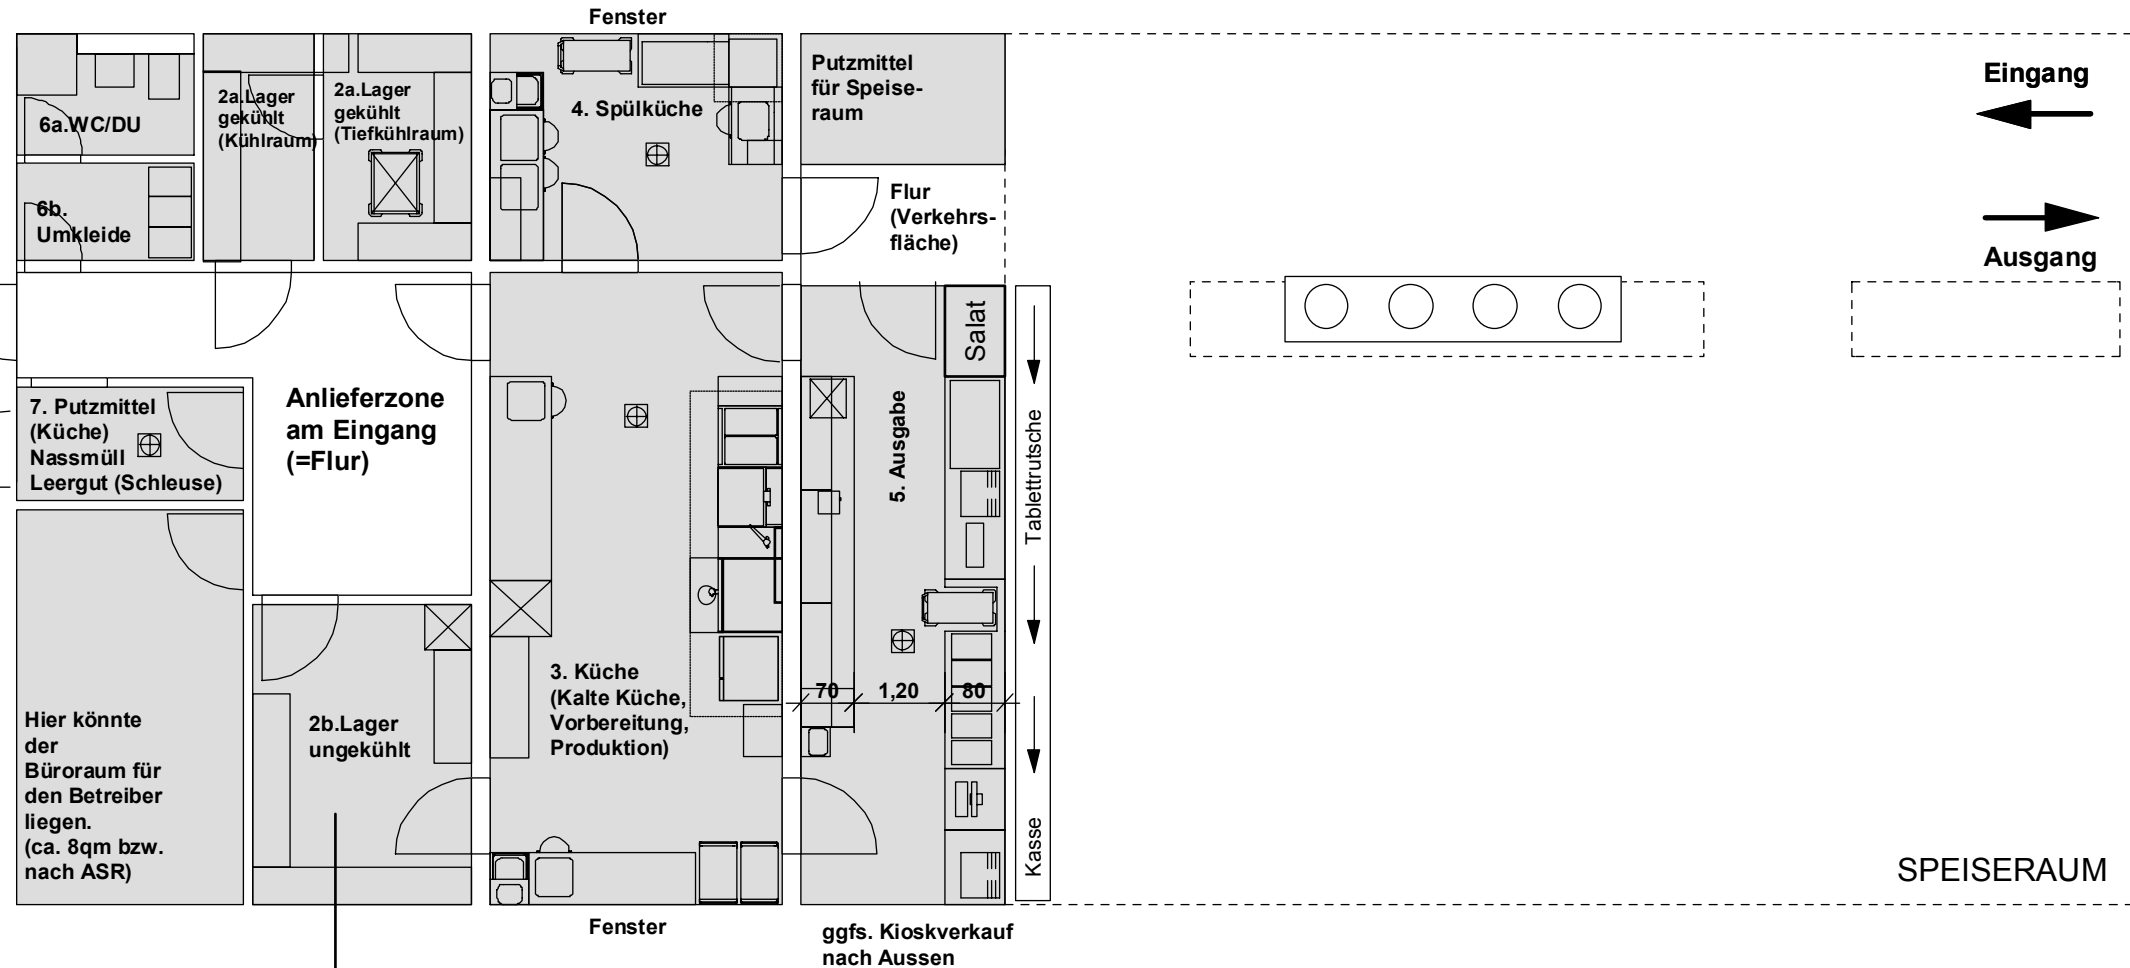 Fenster
6a.WC/DU
2a.Lager
gekühlt
(Kühlraum)
2a.Lager
gekühlt
(Tiefkühlraum)
4. Spülküche
Putzmittel
für Speise-
raum
Eingang
6b.
Umkleide
Flur
(Verkehrs-
fläche)
Ausgang
Salat
7. Putzmittel
(Küche)
Nassmüll
Leergut (Schleuse)
Anlieferzone
am Eingang
(=Flur)
5. Ausgabe
Tablettrutsche
Hier könnte
der
Büroraum für
den Betreiber
liegen.
(ca. 8qm bzw.
nach ASR)
2b.Lager
ungekühlt
3. Küche
(Kalte Küche,
Vorbereitung,
Produktion)
70 1,20 80
Kasse
SPEISERAUM
Fenster
ggfs. Kioskverkauf
nach Aussen